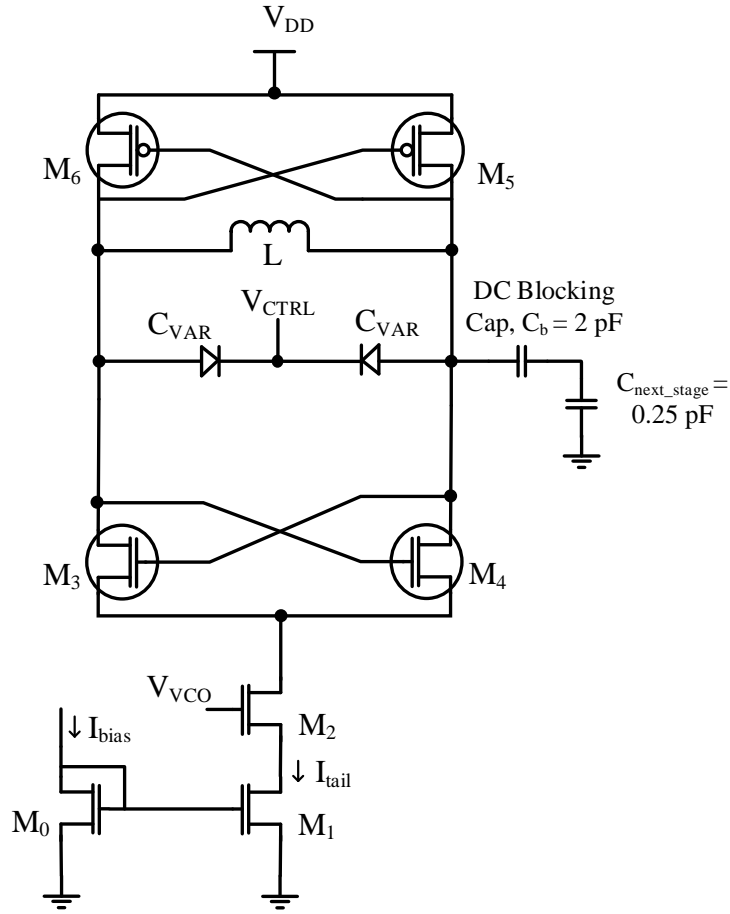 V_DD
M_6
M_5
L
DC Blocking
Cap, C_b = 2 pF
V_CTRL
C_VAR
C_VAR
C_next_stage =
0.25 pF
M_3
M_4
V_VCO
M_2
↓ I_bias
↓ I_tail
M_0
M_1